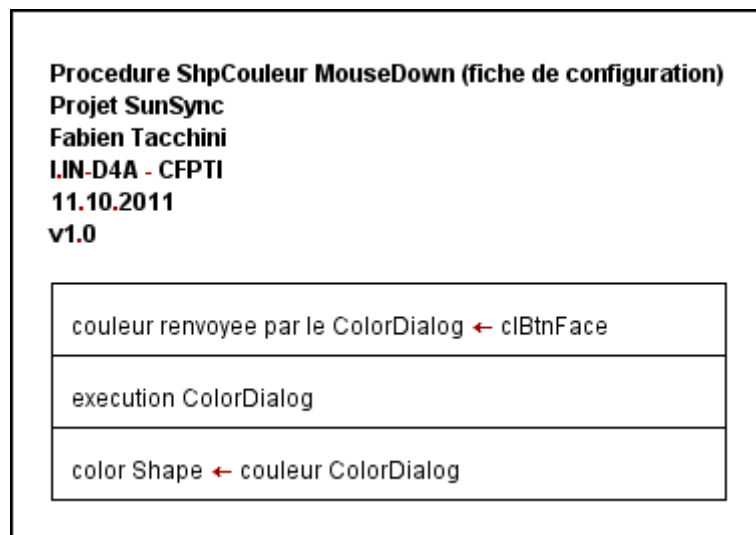 Procedure ShpCouleur MouseDown (fiche de configuration)
Projet SunSync
Fabien Tacchini
I.IN-D4A - CFPTI
11.10.2011
v1.0
couleur renvoyee par le ColorDialog ← clBtnFace
execution ColorDialog
color Shape ← couleur ColorDialog